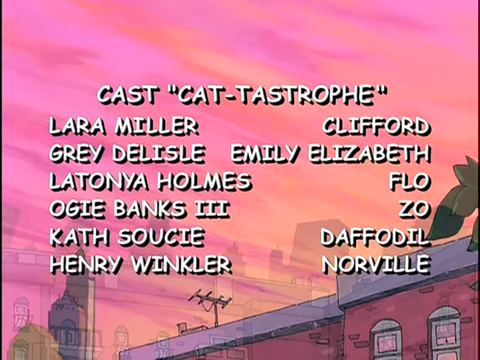 CAST "CAT-TASTROPHE"
LARA MILLER CLIFFORD
GREY DELISLE EMILY ELIZABETH
LATONYA HOLMES FLO
OGIE BANKS III ZO
KATH SOUCIE DAFFODIL
HENRY WINKLER NORVILLE